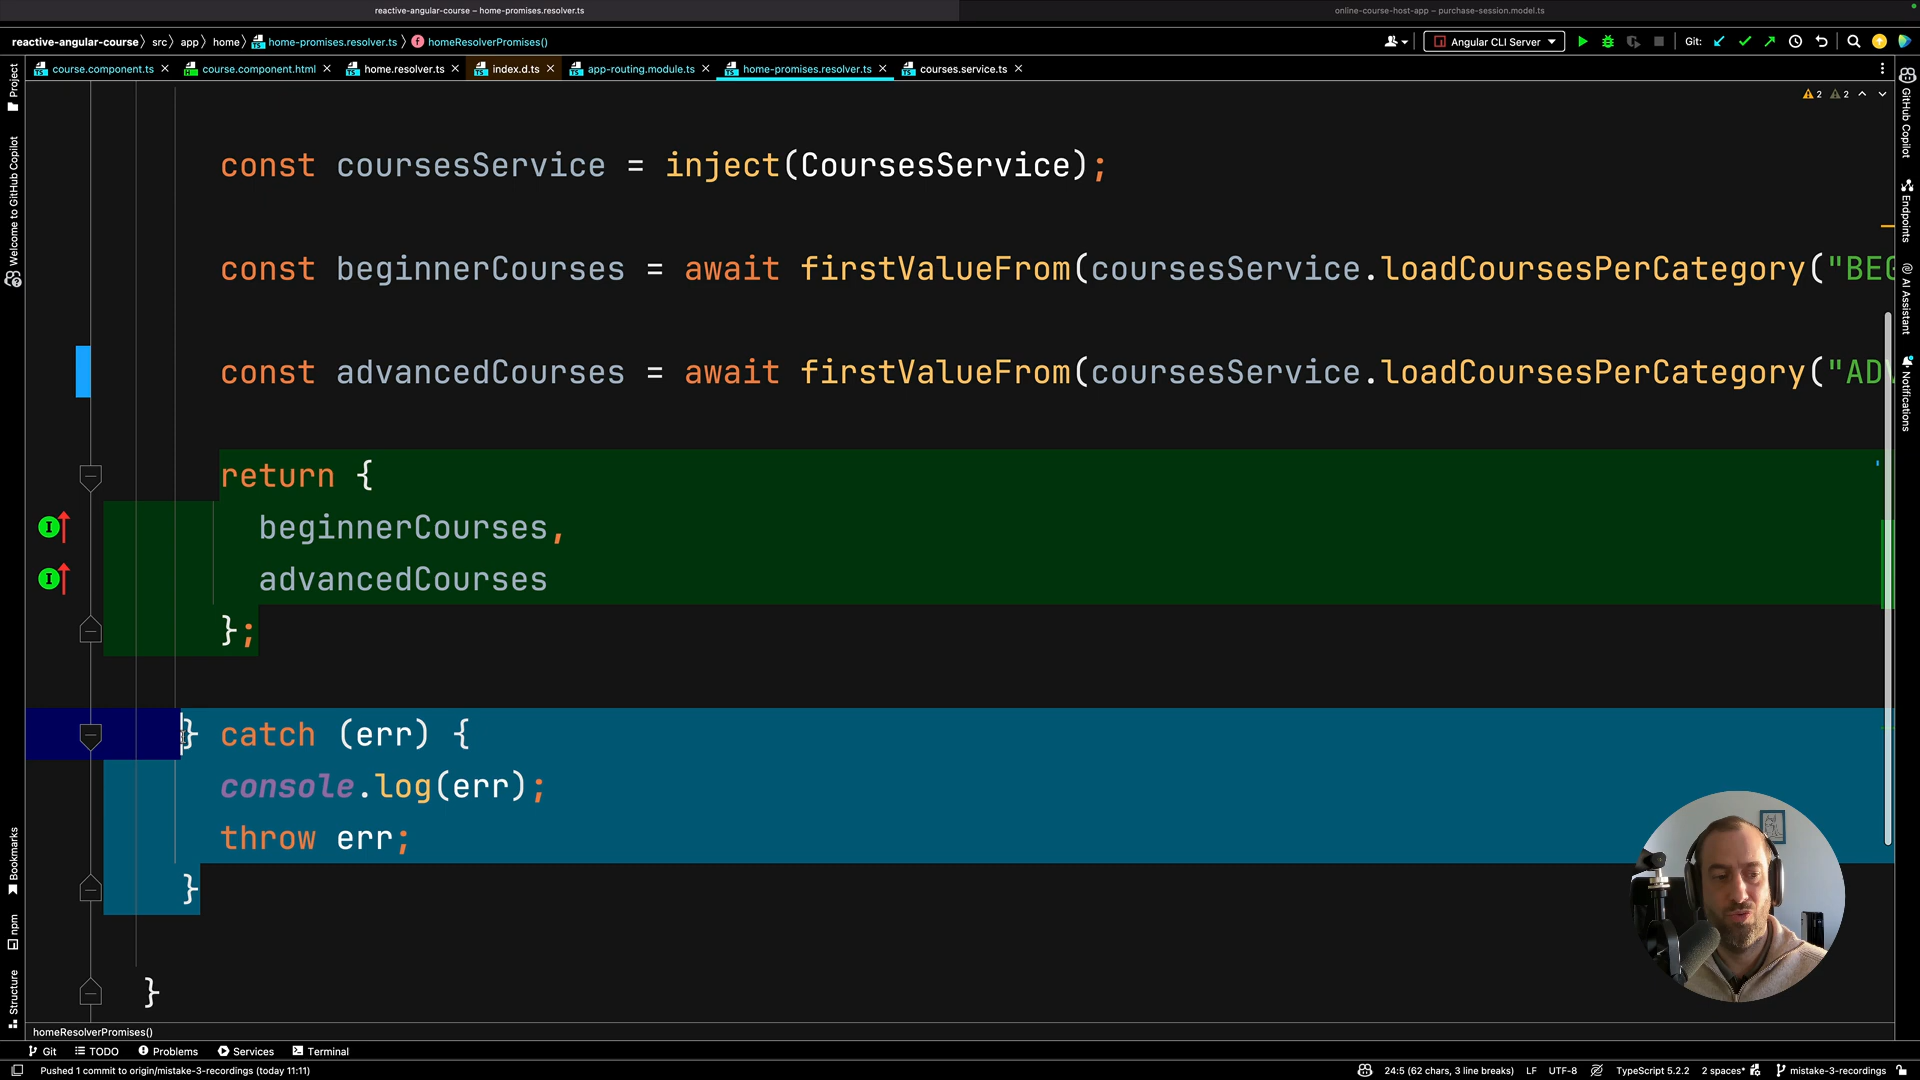 reactive-angular-course – home-promises.resolver.ts
online-course-host-app – purchase-session.model.ts
reactive-angular-course src app home home-promises.resolver.ts homeResolverPromises()
Angular CLI Server
Git:
course.component.ts
course.component.html
home.resolver.ts
index.d.ts
app-routing.module.ts
home-promises.resolver.ts
courses.service.ts
2 2
Project
Welcome to GitHub Copilot
Bookmarks
npm
Structure
GitHub Copilot
Endpoints
AI Assistant
Notifications
const coursesService = inject(CoursesService);
const beginnerCourses = await firstValueFrom(coursesService.loadCoursesPerCategory("BEG
const advancedCourses = await firstValueFrom(coursesService.loadCoursesPerCategory("ADV
return {
beginnerCourses,
advancedCourses
};
} catch (err) {
console.log(err);
throw err;
}
}
homeResolverPromises()
Git
TODO
Problems
Services
Terminal
Pushed 1 commit to origin/mistake-3-recordings (today 11:11)
24:5 (62 chars, 3 line breaks)
LF
UTF-8
TypeScript 5.2.2
2 spaces*
mistake-3-recordings